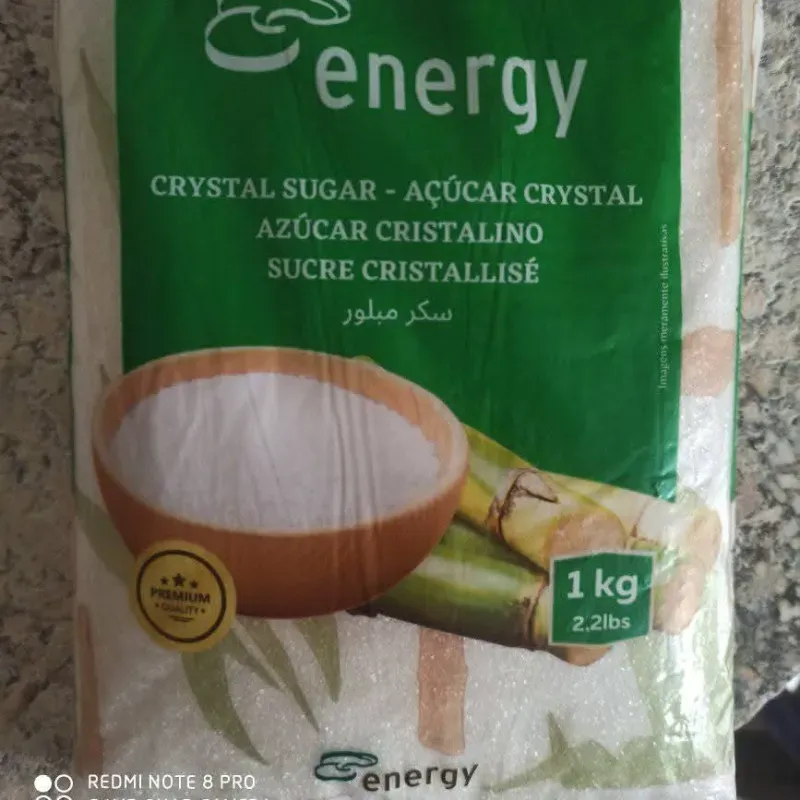 energy
CRYSTAL SUGAR - AÇÚCAR CRYSTAL
AZÚCAR CRISTALINO
SUCRE CRISTALLISÉ
سكر مبلور
Imagens meramente ilustrativas
PREMIUM
QUALITY
1 kg
2,2lbs
energy
REDMI NOTE 8 PRO